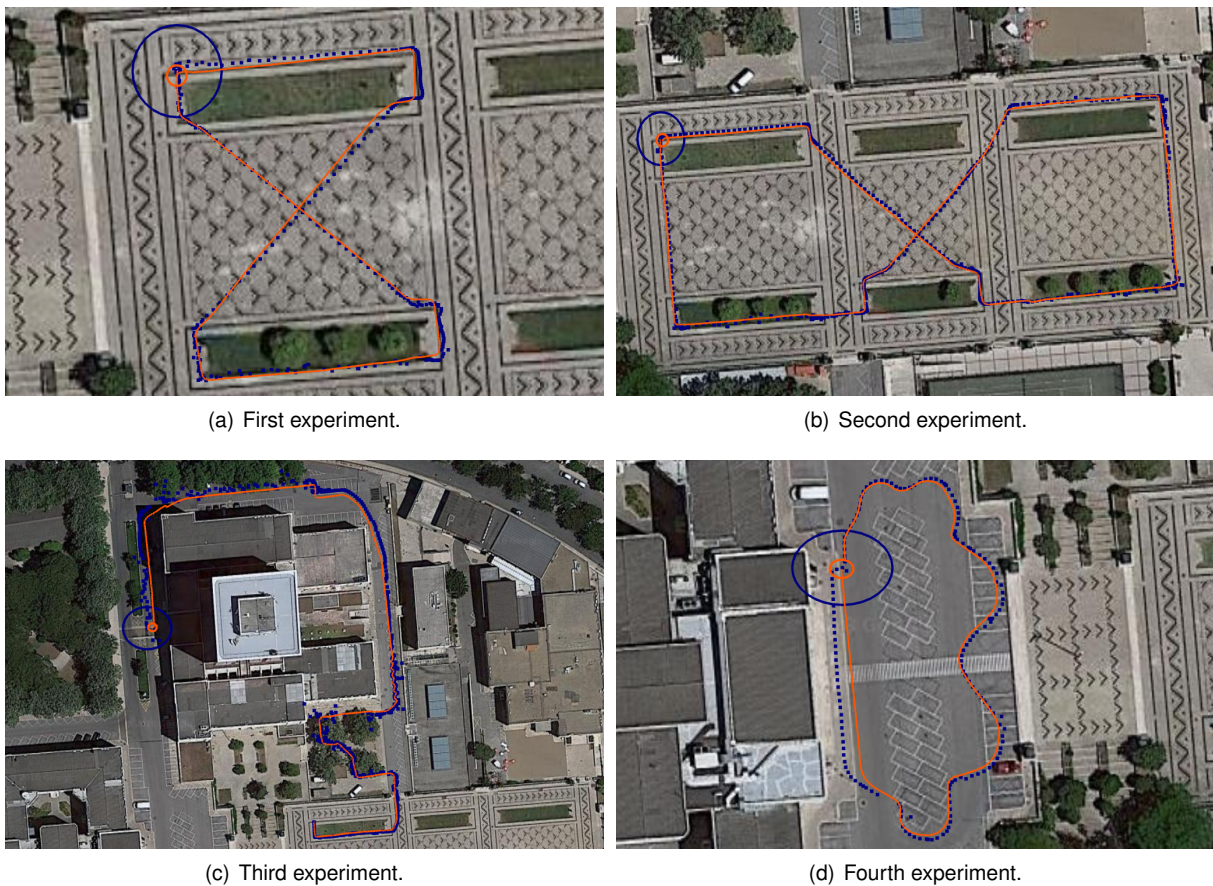 (a) First experiment.
(b) Second experiment.
(c) Third experiment.
(d) Fourth experiment.